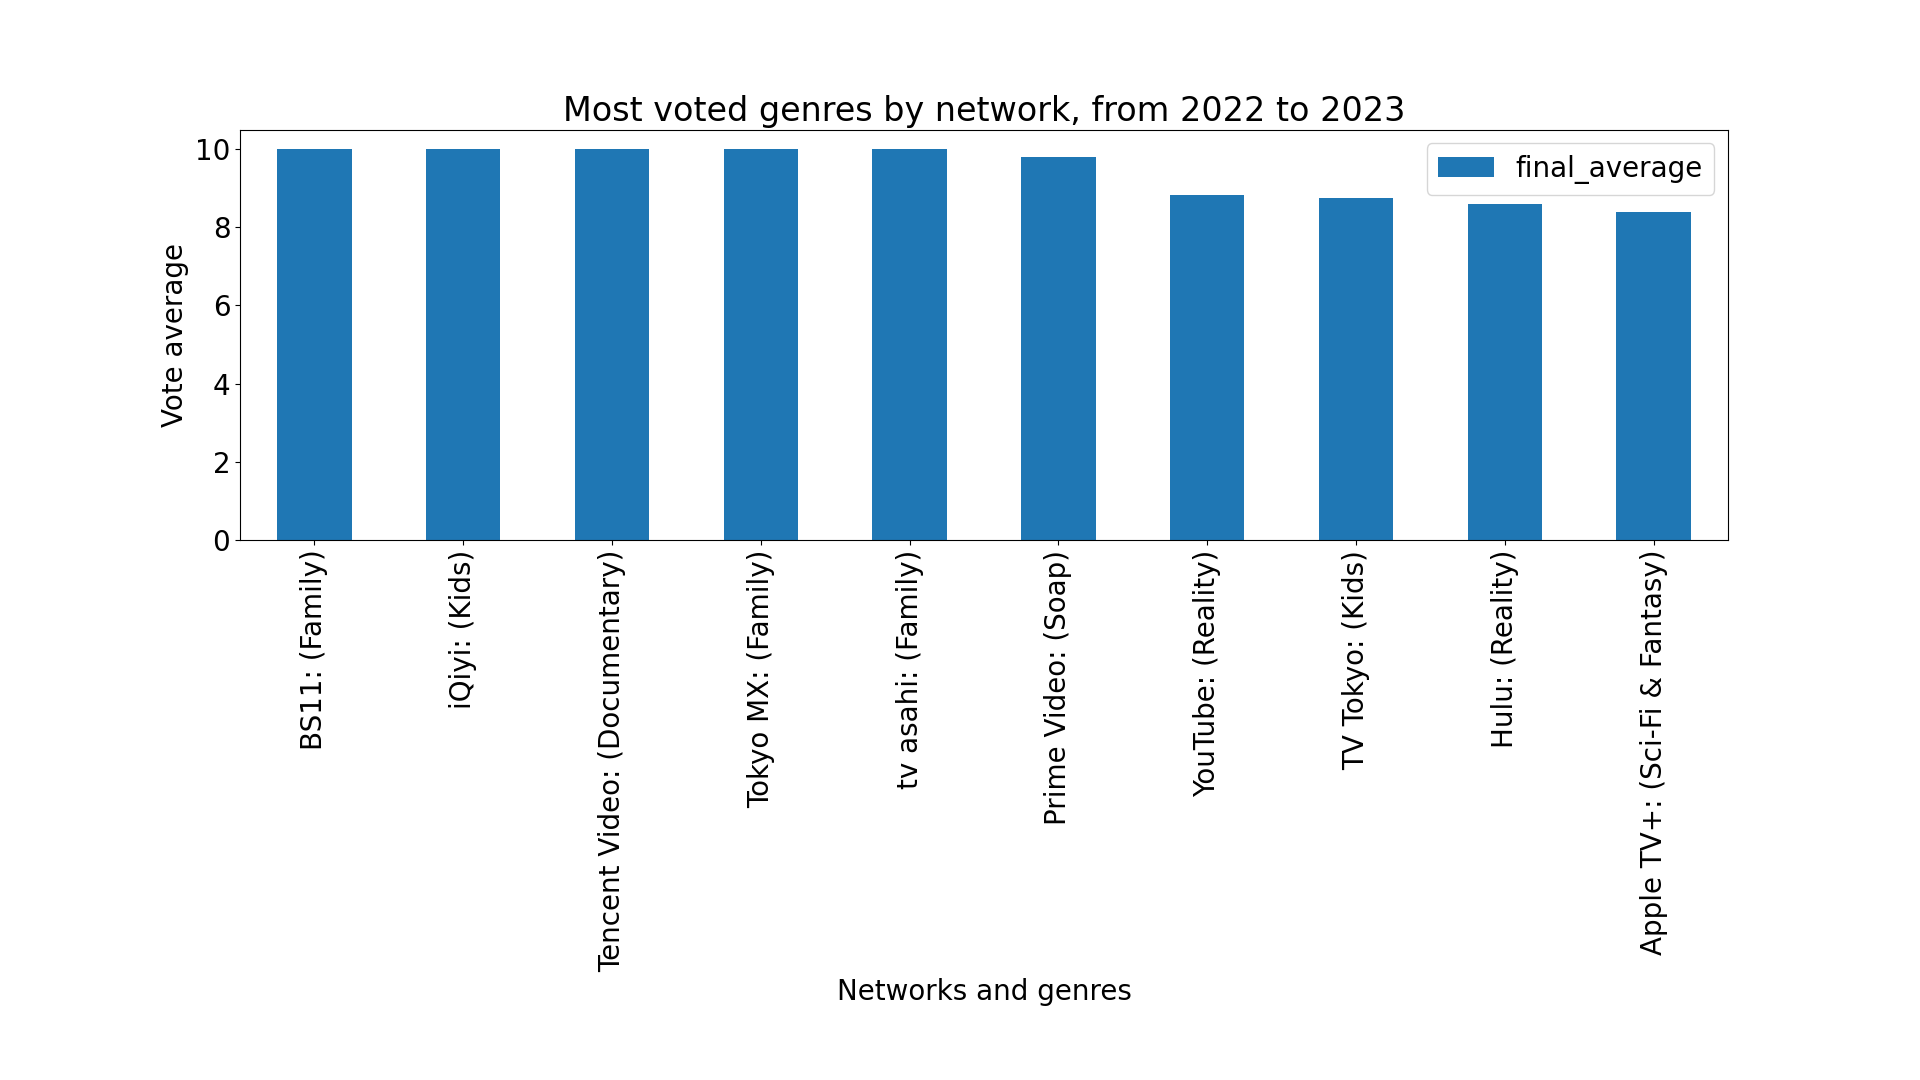 Most voted genres by network, from 2022 to 2023
final_average
Vote average
10
8
6
4
2
0
BS11: (Family)
iQiyi: (Kids)
Tencent Video: (Documentary)
Tokyo MX: (Family)
tv asahi: (Family)
Prime Video: (Soap)
YouTube: (Reality)
TV Tokyo: (Kids)
Hulu: (Reality)
Apple TV+: (Sci-Fi & Fantasy)
Networks and genres